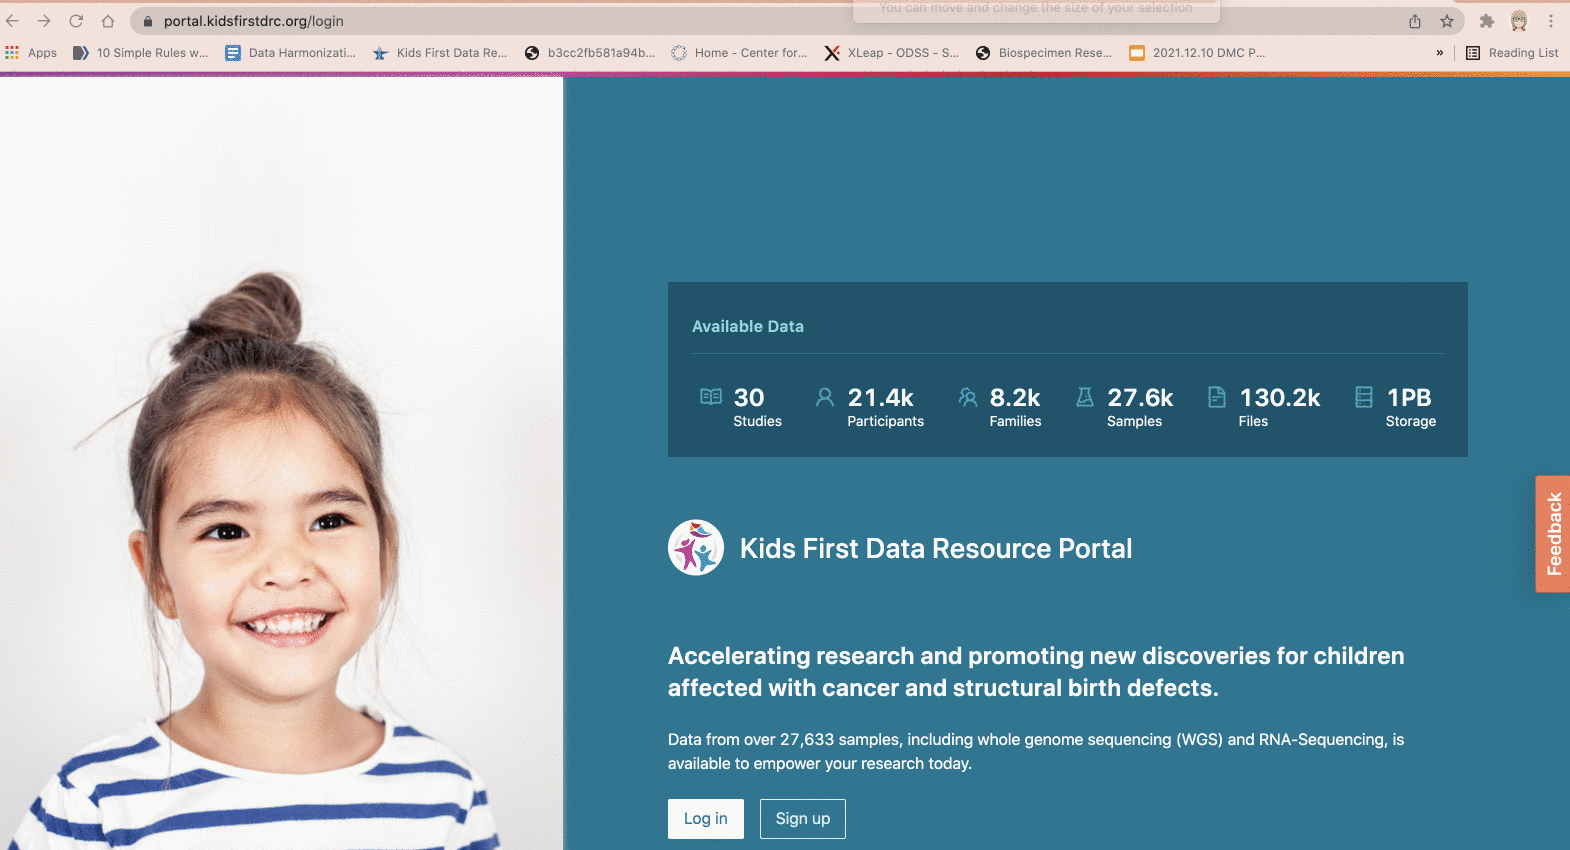 You can move and change the size of your selection
portal.kidsfirstdrc.org/login
Apps 10 Simple Rules w... Data Harmonizati... Kids First Data Re... b3cc2fb581a94b... Home - Center for... XLeap - ODSS - S... Biospecimen Rese... 2021.12.10 DMC P... » Reading List
Available Data
30 21.4k 8.2k 27.6k 130.2k 1PB
Studies Participants Families Samples Files Storage
Feedback
Kids First Data Resource Portal
Accelerating research and promoting new discoveries for children
affected with cancer and structural birth defects.
Data from over 27,633 samples, including whole genome sequencing (WGS) and RNA-Sequencing, is
available to empower your research today.
Log in Sign up